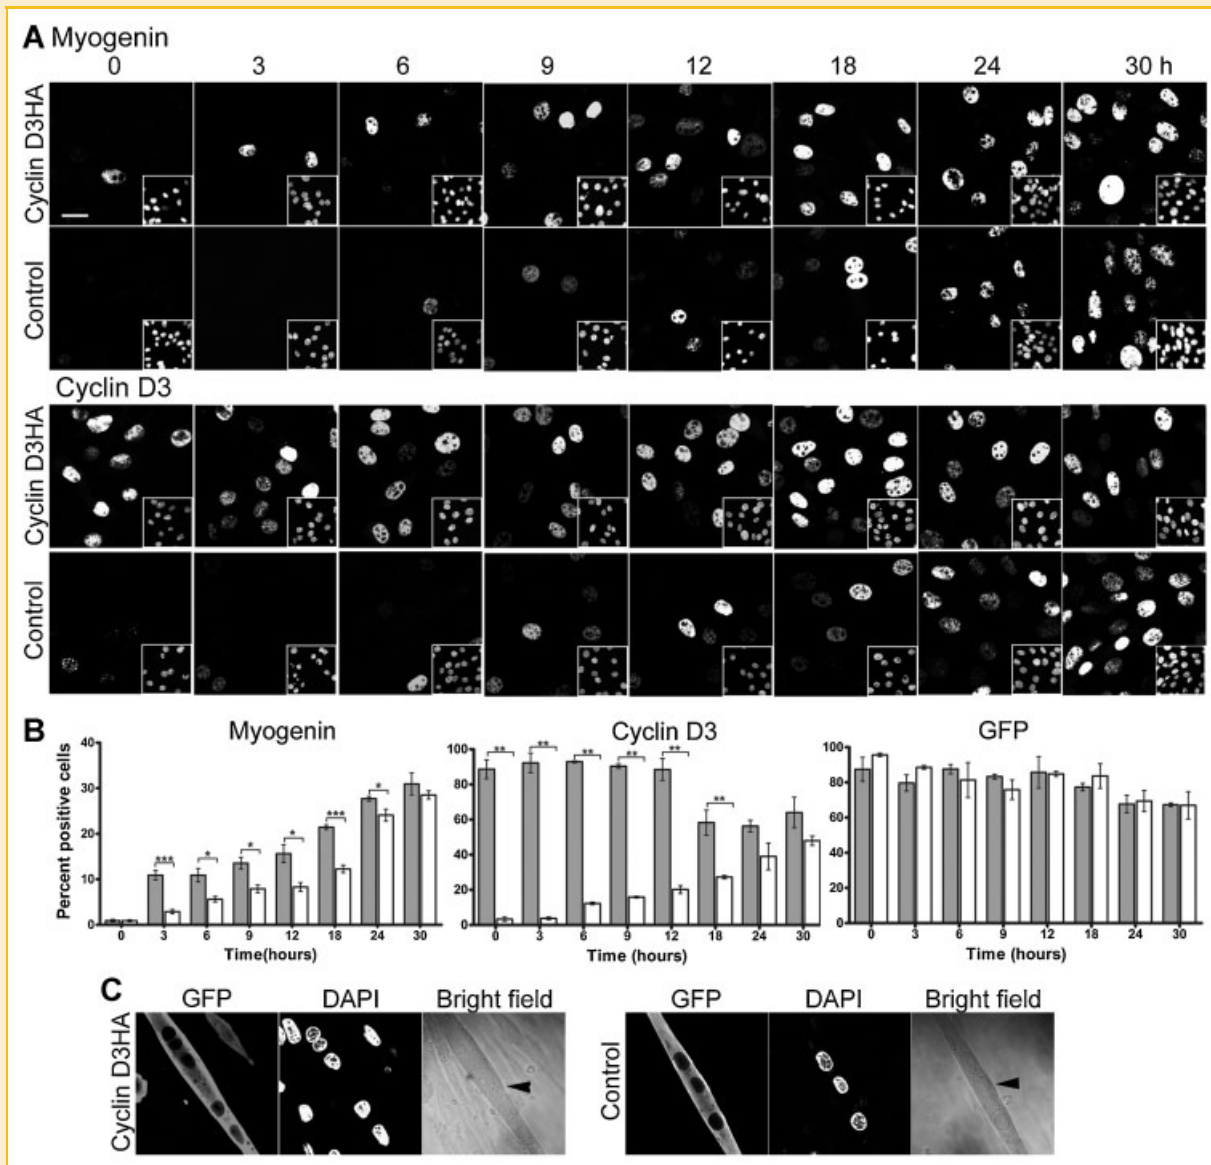 A Myogenin
0 3 6 9 12 18 24 30 h
Cyclin D3HA
Control
Cyclin D3
Cyclin D3HA
Control
B Myogenin Cyclin D3 GFP
Percent positive cells
40
30
20
10
0
*** * * * *** *
0 3 6 9 12 18 24 30
Time(hours)
100
80
60
40
20
0
** ** ** ** ** **
0 3 6 9 12 18 24 30
Time (hours)
100
80
60
40
20
0
0 3 6 9 12 18 24 30
Time (hours)
C GFP DAPI Bright field GFP DAPI Bright field
Cyclin D3HA
Control